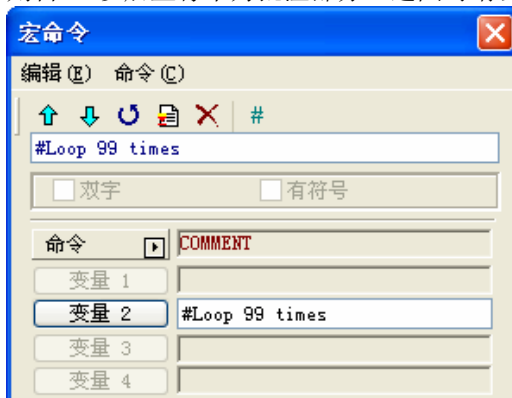 宏命令
编辑(E) 命令(C)
#
#Loop 99 times
双字 有符号
命令 COMMENT
变量 1
变量 2 #Loop 99 times
变量 3
变量 4